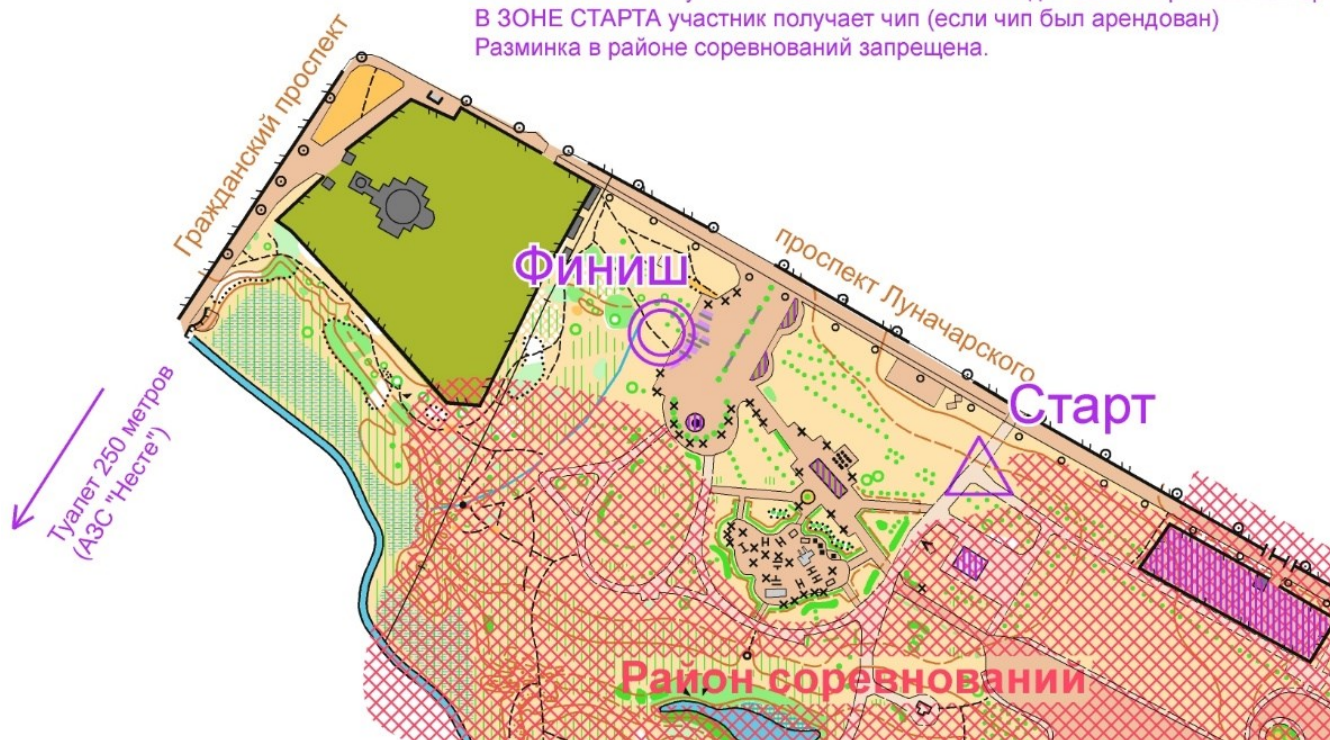 В ЗОНЕ СТАРТА участник получает чип (если чип был арендован)
Разминка в районе соревнований запрещена.
Гражданский проспект
проспект Луначарского
Финиш
Старт
Туалет 250 метров
(АЗС "Несте")
Район соревнований